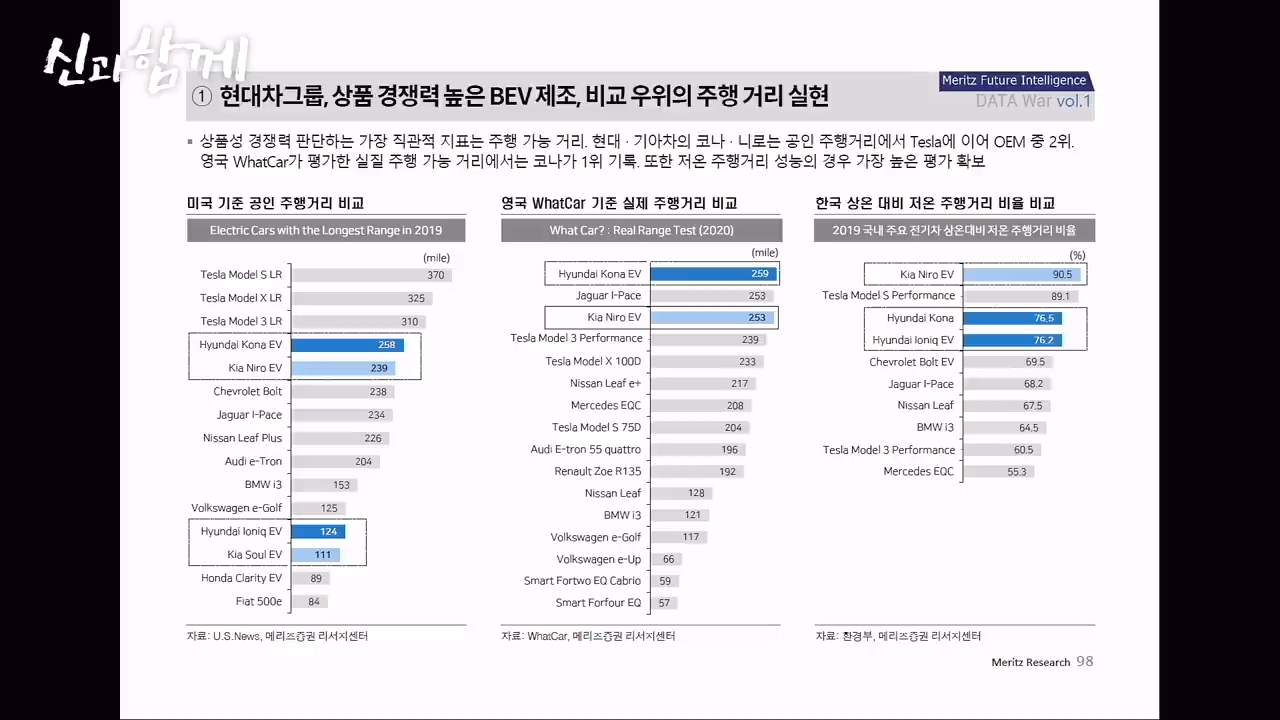 신과함께
Meritz Future Intelligence
DATA War vol.1
① 현대차그룹, 상품 경쟁력 높은 BEV 제조, 비교 우위의 주행 거리 실현
▪ 상품성 경쟁력 판단하는 가장 직관적 지표는 주행 가능 거리. 현대 · 기아차의 코나 · 니로는 공인 주행거리에서 Tesla에 이어 OEM 중 2위.
영국 WhatCar가 평가한 실질 주행 가능 거리에서는 코나가 1위 기록. 또한 저온 주행거리 성능의 경우 가장 높은 평가 확보
미국 기준 공인 주행거리 비교
Electric Cars with the Longest Range in 2019
(mile)
Tesla Model S LR 370
Tesla Model X LR 325
Tesla Model 3 LR 310
Hyundai Kona EV 258
Kia Niro EV 239
Chevrolet Bolt 238
Jaguar I-Pace 234
Nissan Leaf Plus 226
Audi e-Tron 204
BMW i3 153
Volkswagen e-Golf 125
Hyundai Ioniq EV 124
Kia Soul EV 111
Honda Clarity EV 89
Fiat 500e 84
자료: U.S.News, 메리츠증권 리서치센터
영국 WhatCar 기준 실제 주행거리 비교
What Car? : Real Range Test (2020)
(mile)
Hyundai Kona EV 259
Jaguar I-Pace 253
Kia Niro EV 253
Tesla Model 3 Performance 239
Tesla Model X 100D 233
Nissan Leaf e+ 217
Mercedes EQC 208
Tesla Model S 75D 204
Audi E-tron 55 quattro 196
Renault Zoe R135 192
Nissan Leaf 128
BMW i3 121
Volkswagen e-Golf 117
Volkswagen e-Up 66
Smart Fortwo EQ Cabrio 59
Smart Forfour EQ 57
자료: WhatCar, 메리츠증권 리서치센터
한국 상온 대비 저온 주행거리 비율 비교
2019 국내 주요 전기차 상온대비 저온 주행거리 비율
(%)
Kia Niro EV 90.5
Tesla Model S Performance 89.1
Hyundai Kona 76.5
Hyundai Ioniq EV 76.2
Chevrolet Bolt EV 69.5
Jaguar I-Pace 68.2
Nissan Leaf 67.5
BMW i3 64.5
Tesla Model 3 Performance 60.5
Mercedes EQC 55.3
자료: 환경부, 메리츠증권 리서치센터
Meritz Research 98